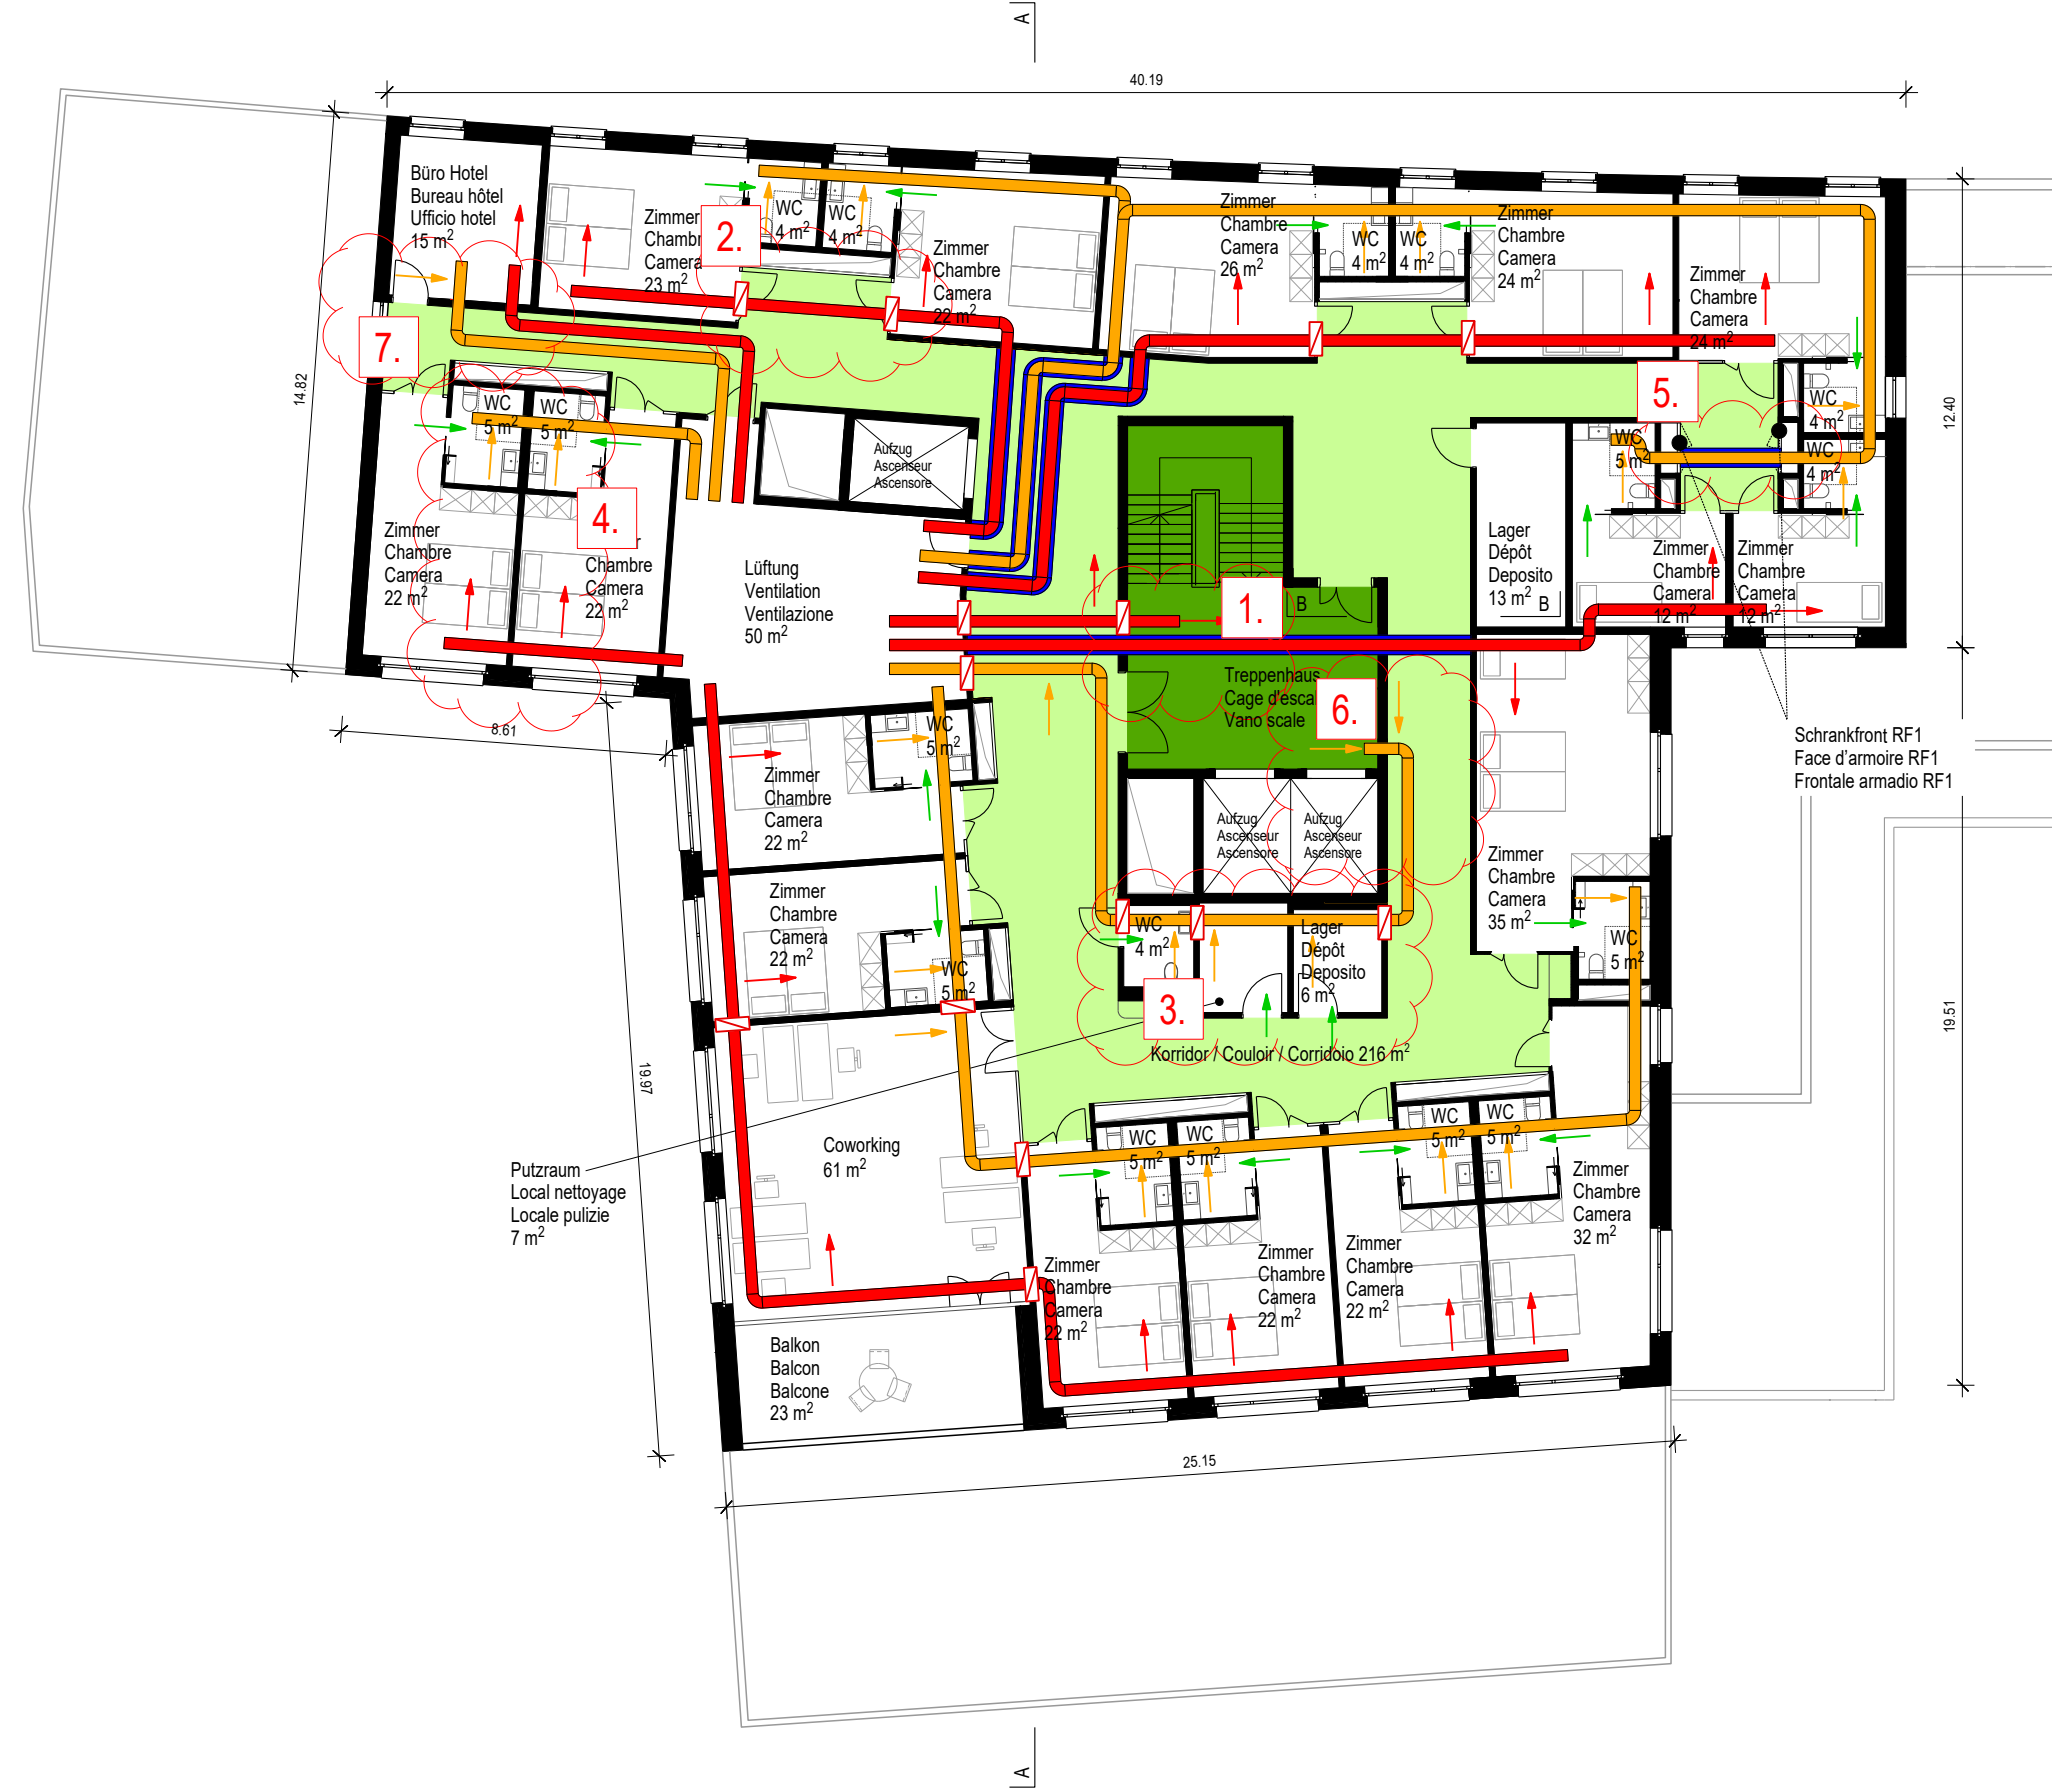 A
40.19
Büro Hotel
Bureau hôtel
Ufficio hotel
15 m²
Zimmer
Chambr
Camera
23 m²
2.
WC
4 m²
WC
4 m²
Zimmer
Chambre
Camera
22 m²
Zimmer
Chambre
Camera
26 m²
WC
4 m²
WC
4 m²
Zimmer
Chambre
Camera
24 m²
Zimmer
Chambre
Camera
24 m²
7.
14.82
5.
12.40
WC
5 m²
WC
5 m²
Aufzug
Ascenseur
Ascensore
WC
5 m²
WC
4 m²
WC
4 m²
4.
Zimmer
Chambre
Camera
22 m²
Chambre
Camera
22 m²
Lüftung
Ventilation
Ventilazione
50 m²
Lager
Dépôt
Deposito
13 m²
B
B
1.
Zimmer
Chambre
Camera
12 m²
Zimmer
Chambre
Camera
12 m²
Treppenhaus
Cage d'esca
Vano scale
6.
8.61
WC
5 m²
Zimmer
Chambre
Camera
22 m²
Schrankfront RF1
Face d'armoire RF1
Frontale armadio RF1
Aufzug
Ascenseur
Ascensore
Aufzug
Ascenseur
Ascensore
Zimmer
Chambre
Camera
22 m²
WC
5 m²
Zimmer
Chambre
Camera
35 m²
WC
5 m²
WC
4 m²
Lager
Dépôt
Deposito
6 m²
3.
Korridor / Couloir / Corridoio 216 m²
19.51
19.97
Coworking
61 m²
Putzraum
Local nettoyage
Locale pulizie
7 m²
WC
5 m²
WC
5 m²
WC
5 m²
WC
5 m²
Zimmer
Chambre
Camera
22 m²
Zimmer
Chambre
Camera
22 m²
Zimmer
Chambre
Camera
22 m²
Zimmer
Chambre
Camera
32 m²
Balkon
Balcon
Balcone
23 m²
25.15
A